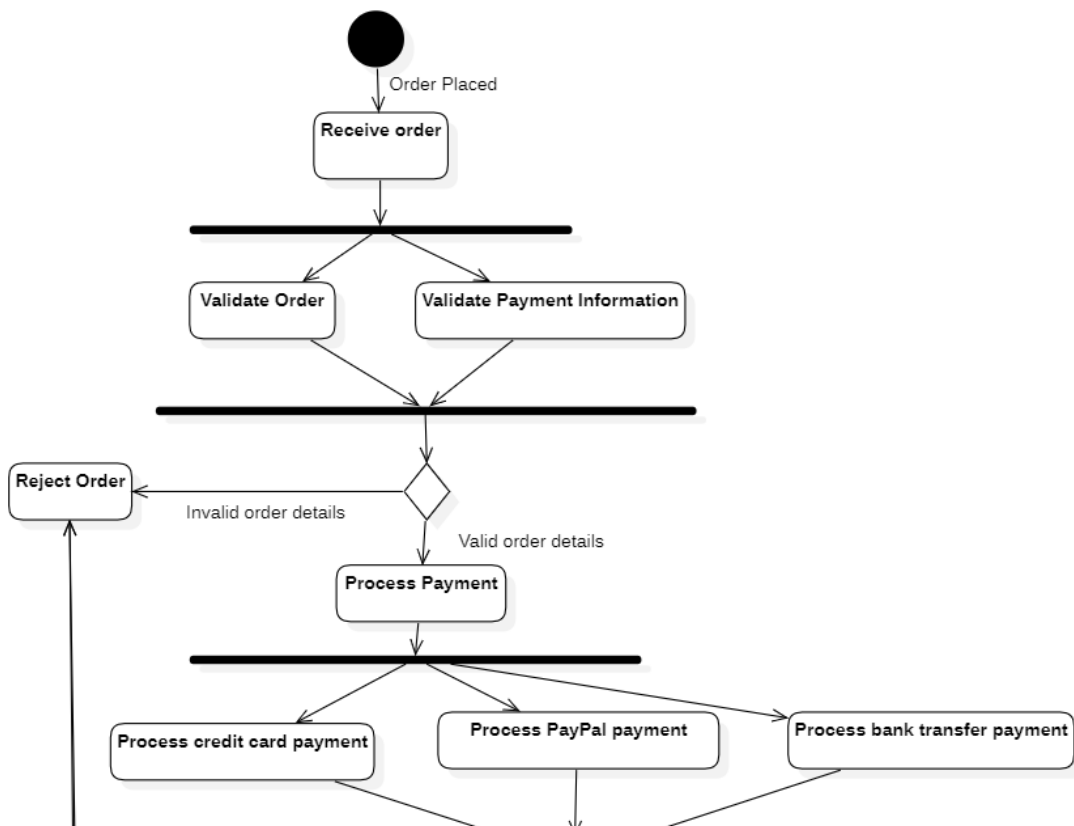 Order Placed
Receive order
Validate Order
Validate Payment Information
Reject Order
Invalid order details
Valid order details
Process Payment
Process credit card payment
Process PayPal payment
Process bank transfer payment